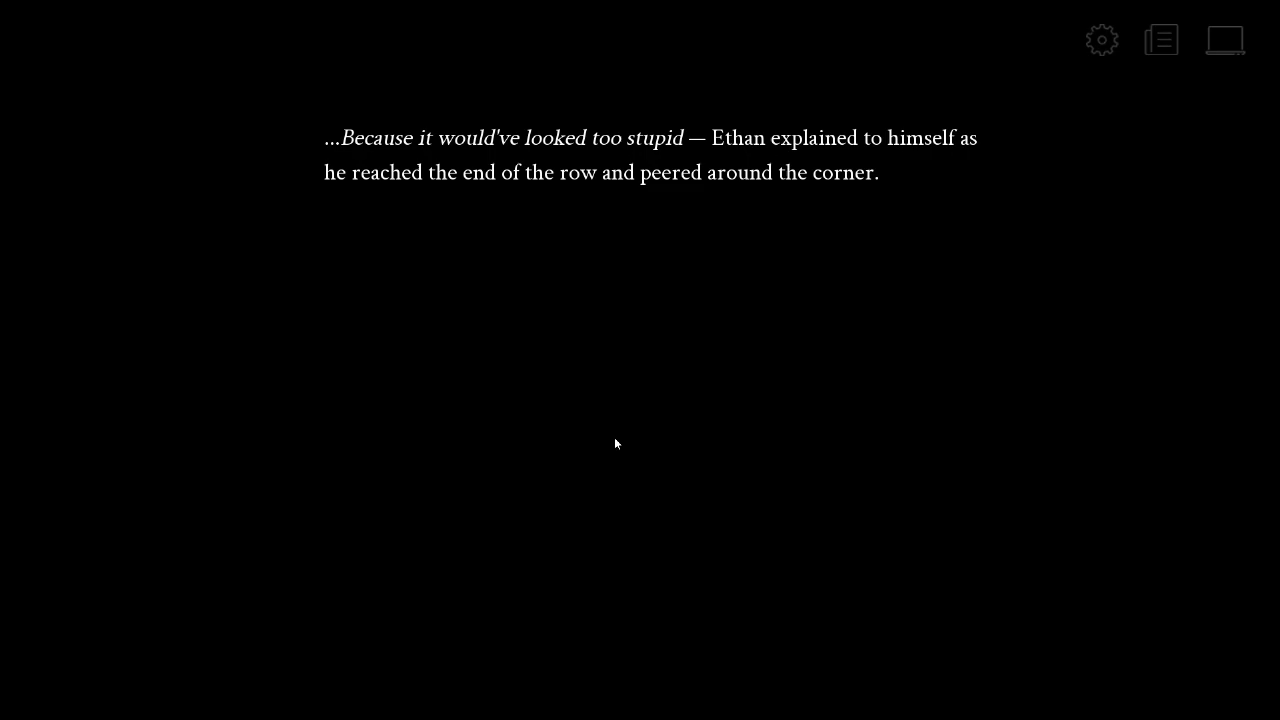 ...Because it would've looked too stupid — Ethan explained to himself as
he reached the end of the row and peered around the corner.